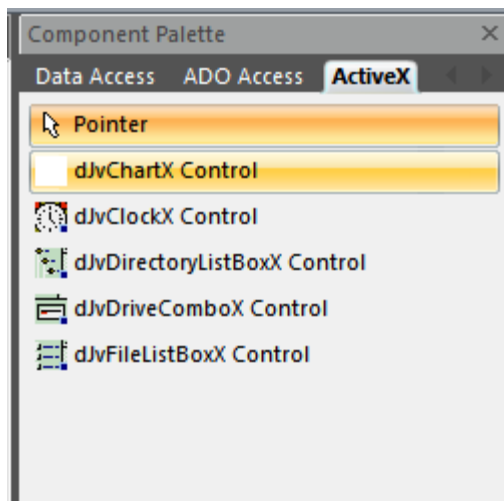 Component Palette
Data Access ADO Access ActiveX
Pointer
dJvChartX Control
dJvClockX Control
dJvDirectoryListBoxX Control
dJvDriveComboX Control
dJvFileListBoxX Control